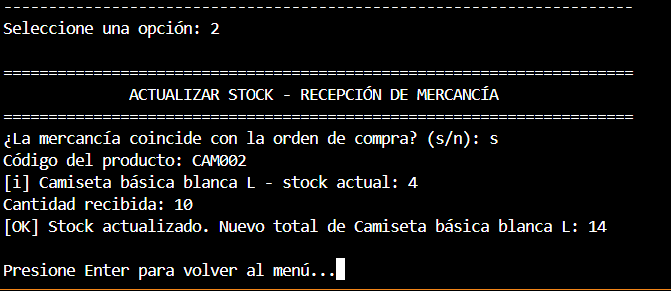 ----------------------------------------------------------------------
Seleccione una opción: 2
======================================================================
ACTUALIZAR STOCK - RECEPCIÓN DE MERCANCÍA
======================================================================
¿La mercancía coincide con la orden de compra? (s/n): s
Código del producto: CAM002
[i] Camiseta básica blanca L - stock actual: 4
Cantidad recibida: 10
[OK] Stock actualizado. Nuevo total de Camiseta básica blanca L: 14
Presione Enter para volver al menú...